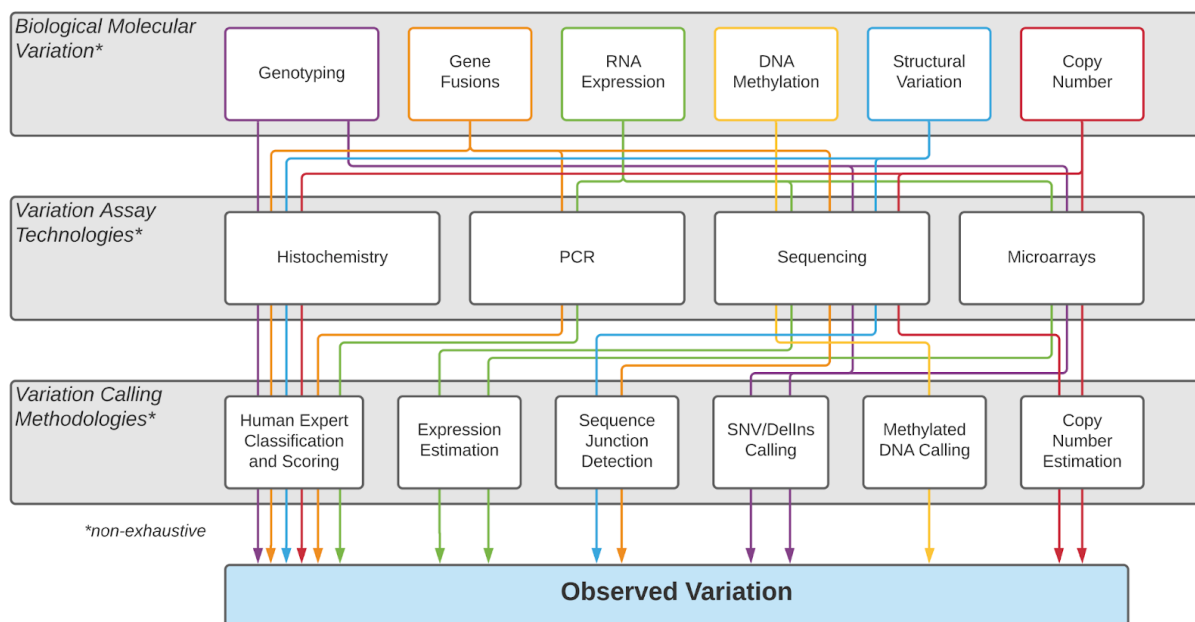 Biological Molecular
Variation*
Genotyping
Gene
Fusions
RNA
Expression
DNA
Methylation
Structural
Variation
Copy
Number
Variation Assay
Technologies*
Histochemistry
PCR
Sequencing
Microarrays
Variation Calling
Methodologies*
Human Expert
Classification
and Scoring
Expression
Estimation
Sequence
Junction
Detection
SNV/DelIns
Calling
Methylated
DNA Calling
Copy
Number
Estimation
*non-exhaustive
Observed Variation